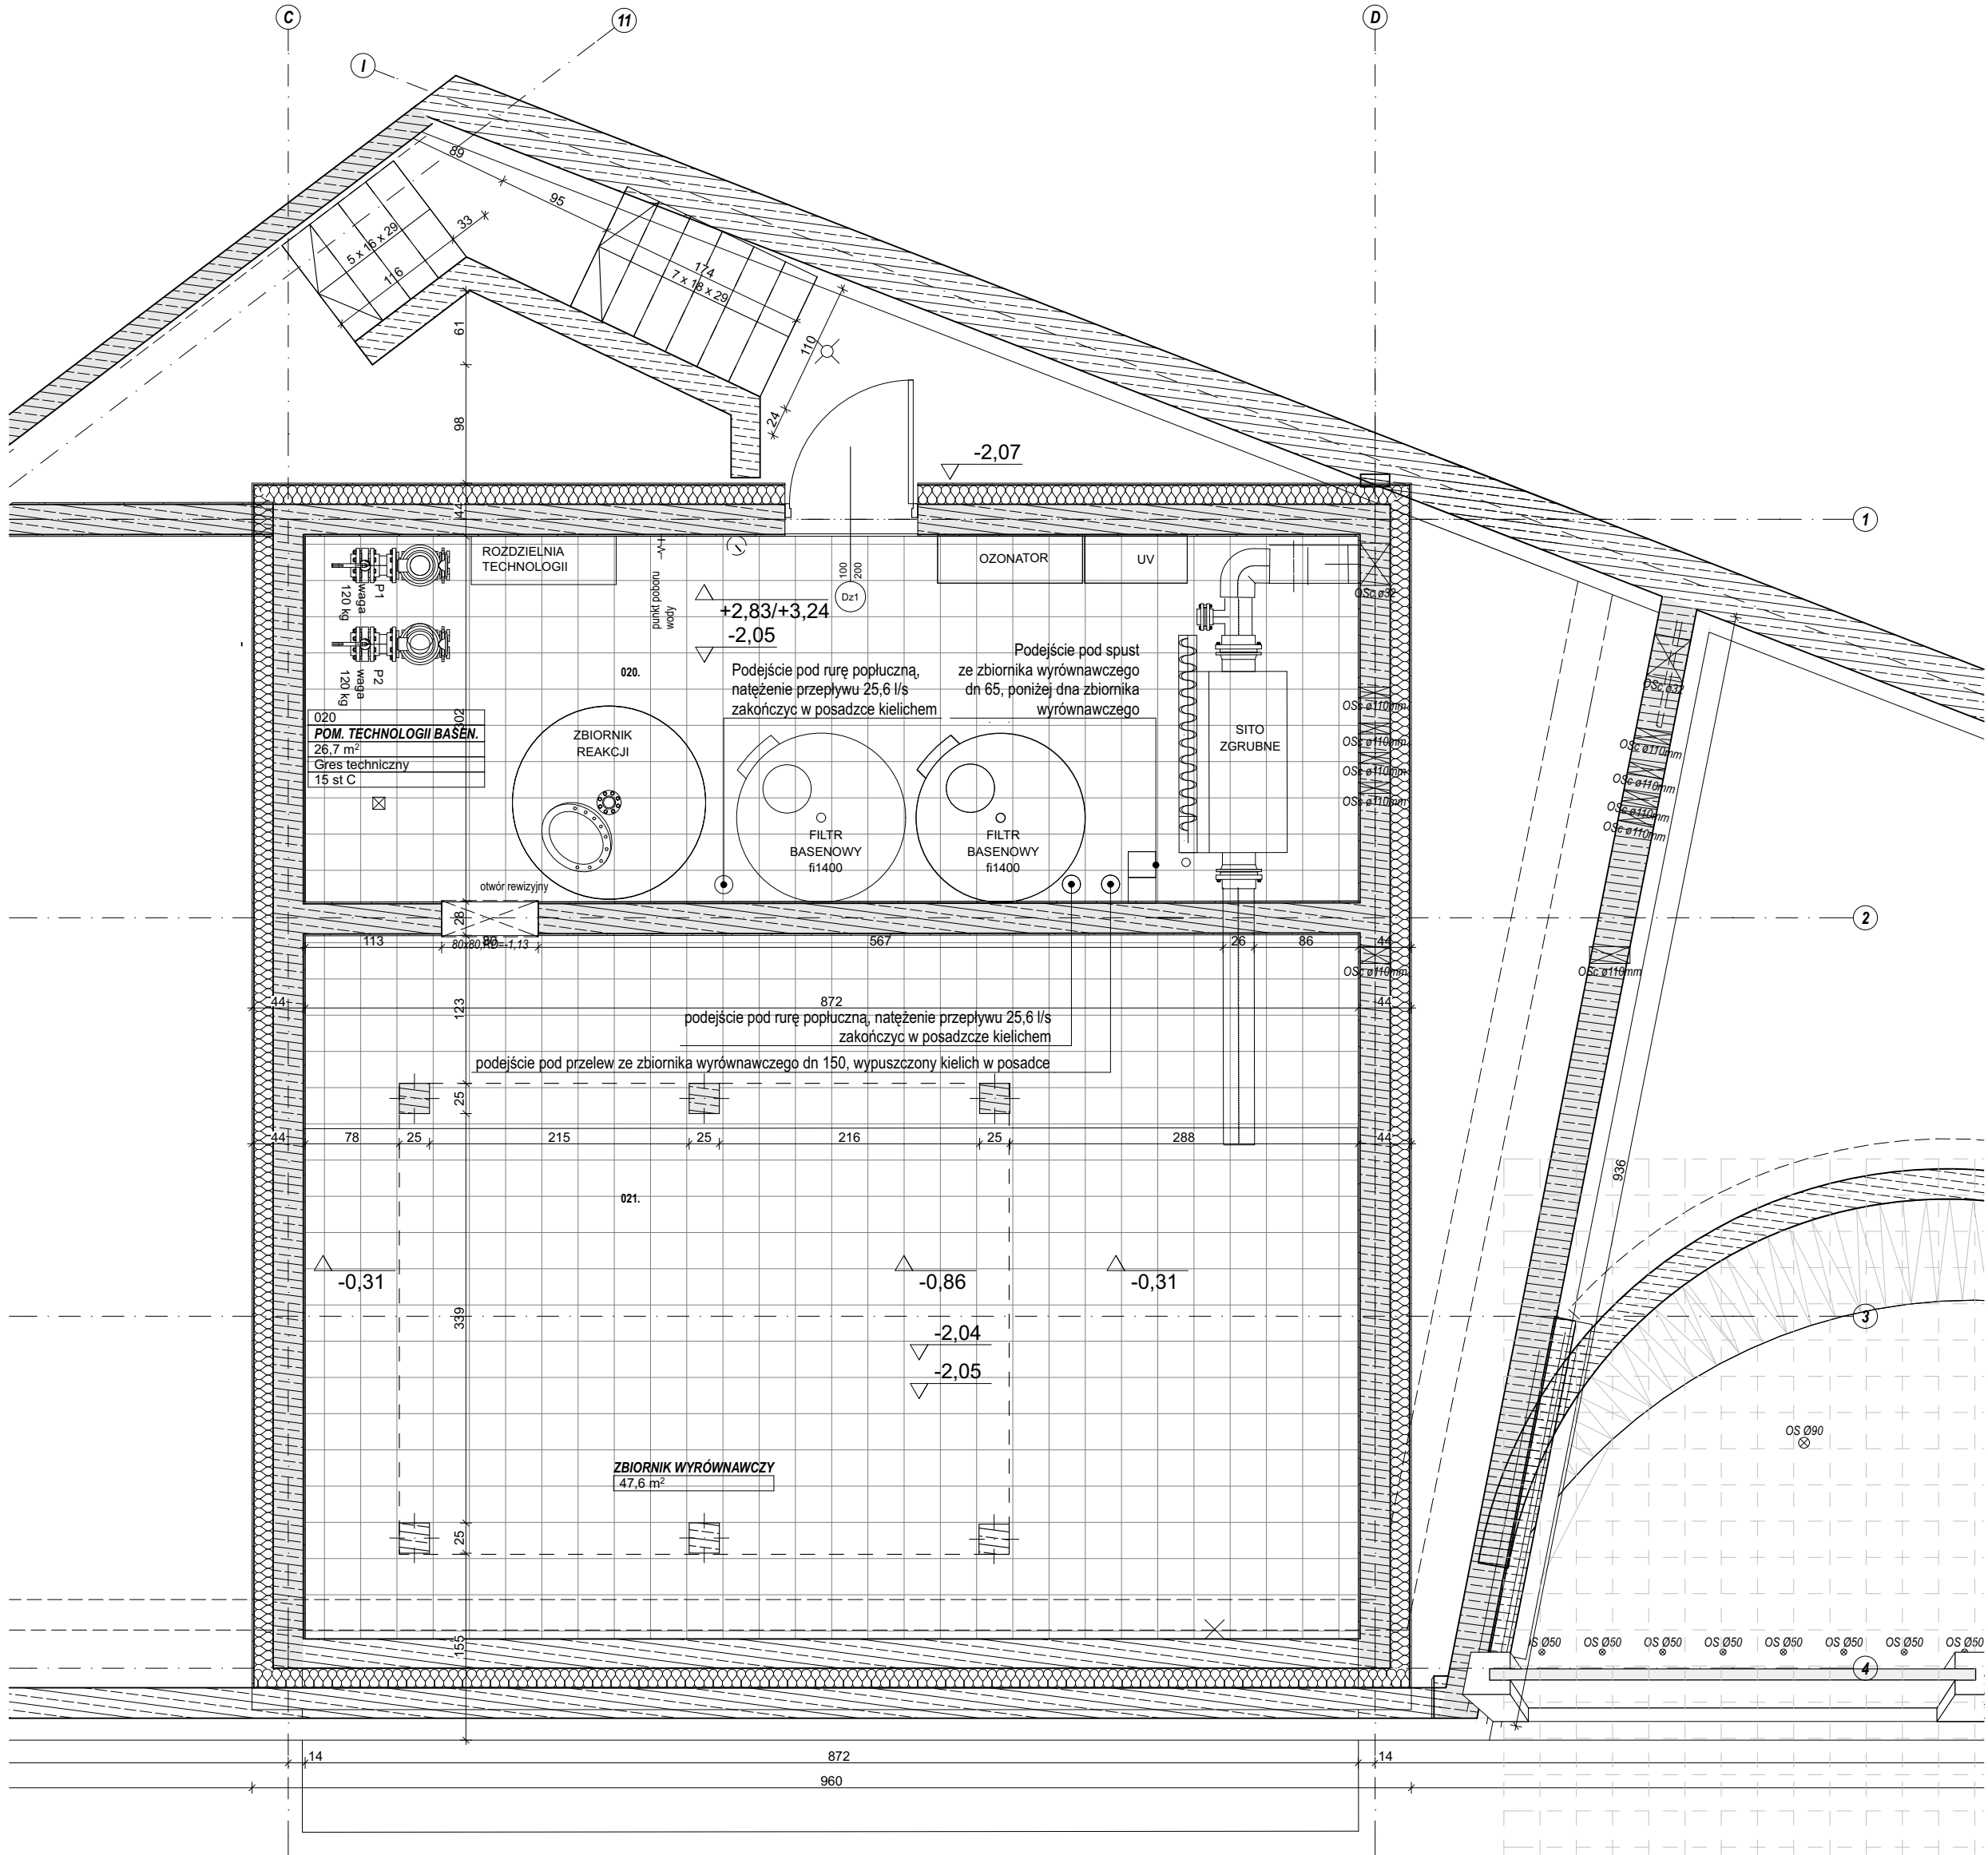 C
11
D
I
89
95
33
5 x 16 x 29
116
174
7 x 18 x 29
61
110
24
98
-2,07
44
1
ROZDZIELNIA
TECHNOLOGII
OZONATOR
UV
P1
waga
120 kg
P2
waga
120 kg
punkt poboru
wody
100
200
Dz1
+2,83/+3,24
-2,05
OSc ø32
020.
Podejście pod rurę popłuczną,
natężenie przepływu 25,6 l/s
zakończyc w posadzce kielichem
Podejście pod spust
ze zbiornika wyrównawczego
dn 65, poniżej dna zbiornika
wyrównawczego
OSc ø32
020
POM. TECHNOLOGII BASEN.
26,7 m²
Gres techniczny
15 st C
302
ZBIORNIK
REAKCJI
SITO
ZGRUBNE
OSc ø110mm
OSc ø110mm
OSc ø110mm
OSc ø110mm
OSc ø110mm
OSc ø110mm
OSc ø110mm
OSc ø110mm
FILTR
BASENOWY
fi1400
FILTR
BASENOWY
fi1400
otwór rewizyjny
28
2
113
80
80x80,RD=-1,13
567
26
86
44
OSc ø110mm
OSc ø110mm
44
123
872
44
podejście pod rurę popłuczną, natężenie przepływu 25,6 l/s
zakończyc w posadzcze kielichem
podejście pod przelew ze zbiornika wyrównawczego dn 150, wypuszczony kielich w posadce
25
44
78
25
215
25
216
25
288
44
936
021.
-0,31
-0,86
-0,31
339
3
-2,04
-2,05
OS Ø90
ZBIORNIK WYRÓWNAWCZY
47,6 m²
25
155
OS Ø50
OS Ø50
OS Ø50
OS Ø50
OS Ø50
OS Ø50
OS Ø50
4
14
872
14
960